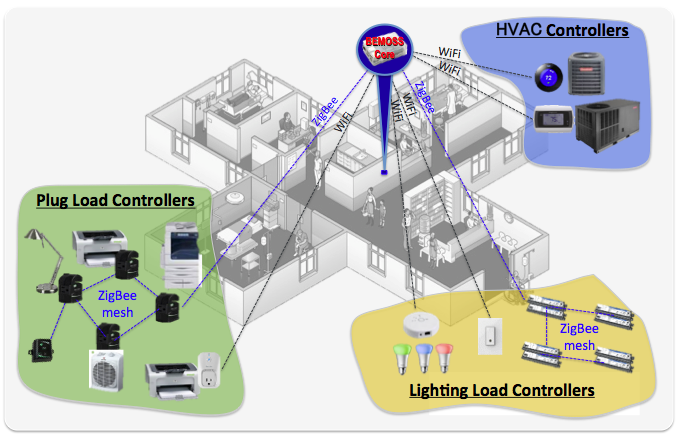 HVAC Controllers
BEMOSS
Core
WiFi
WiFi
72
ZigBee
WiFi
WiFi
WiFi
ZigBee
Plug Load Controllers
ZigBee
mesh
ZigBee
mesh
Lighting Load Controllers